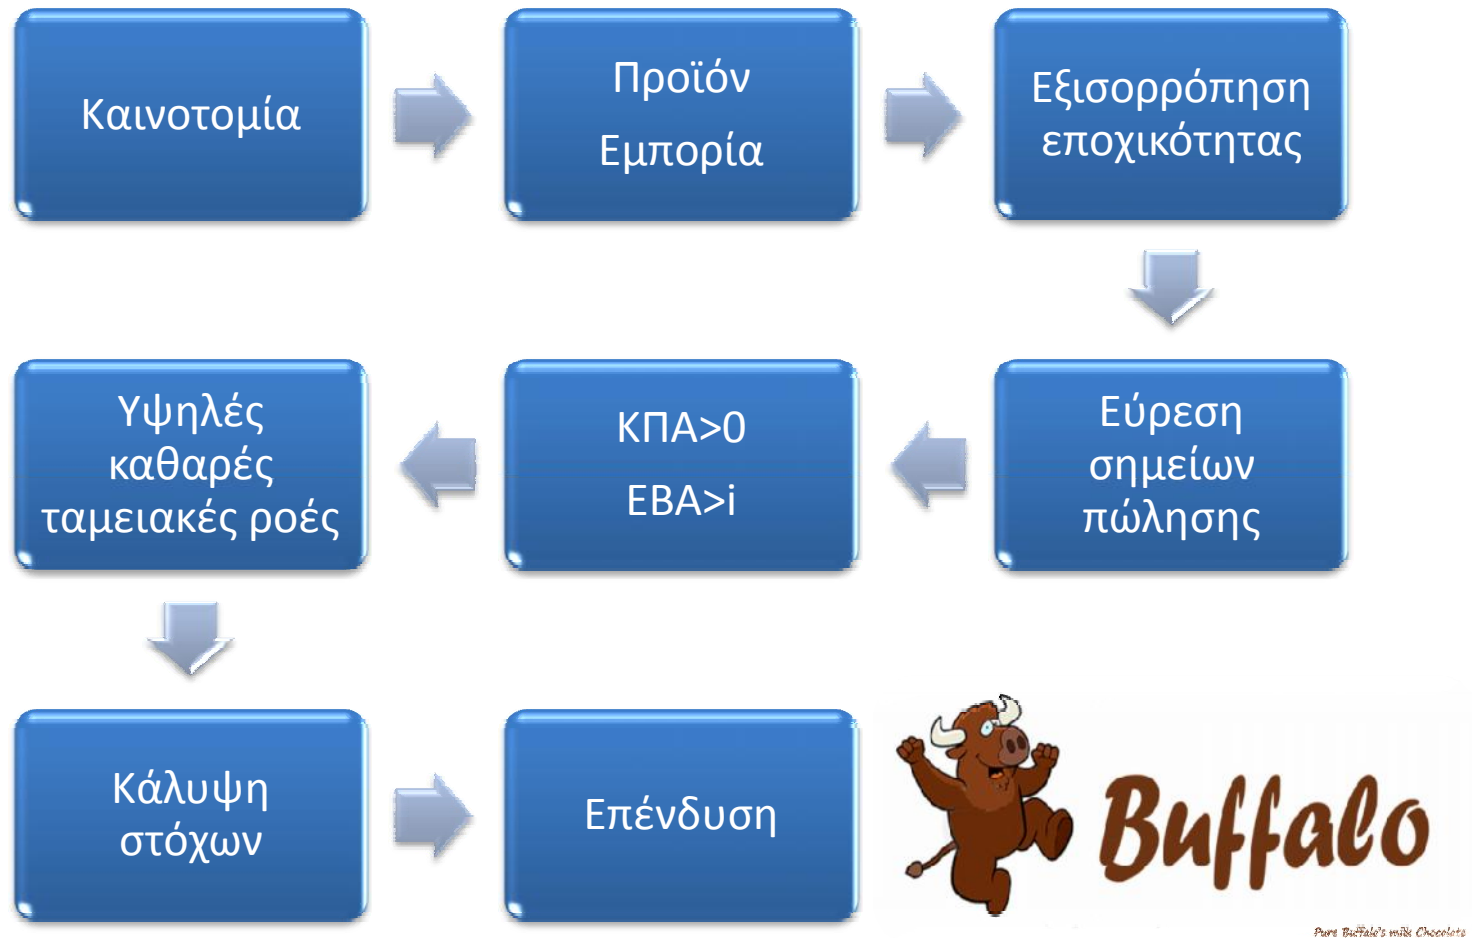 Καινοτομία
Προϊόν
Εμπορία
Εξισορρόπηση
εποχικότητας
Εύρεση
σημείων
πώλησης
ΚΠΑ>0
ΕΒΑ>i
Υψηλές
καθαρές
ταμειακές ροές
Κάλυψη
στόχων
Επένδυση
Buffalo
Pure Buffalo's milk Chocolate